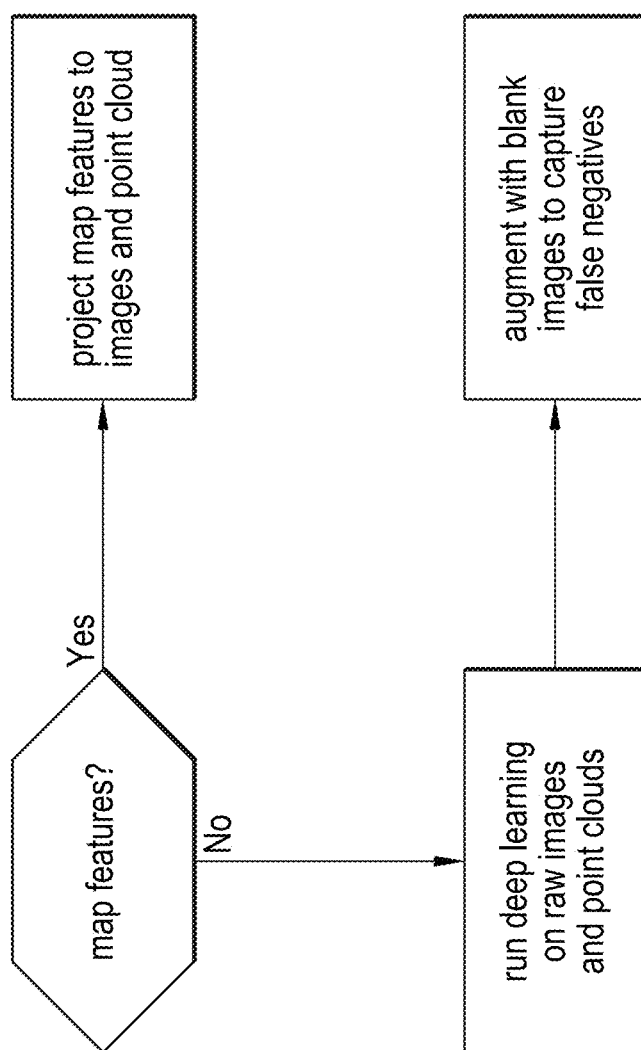 map features?
Yes
project map features to
images and point cloud
No
run deep learning
on raw images
and point clouds
augment with blank
images to capture
false negatives